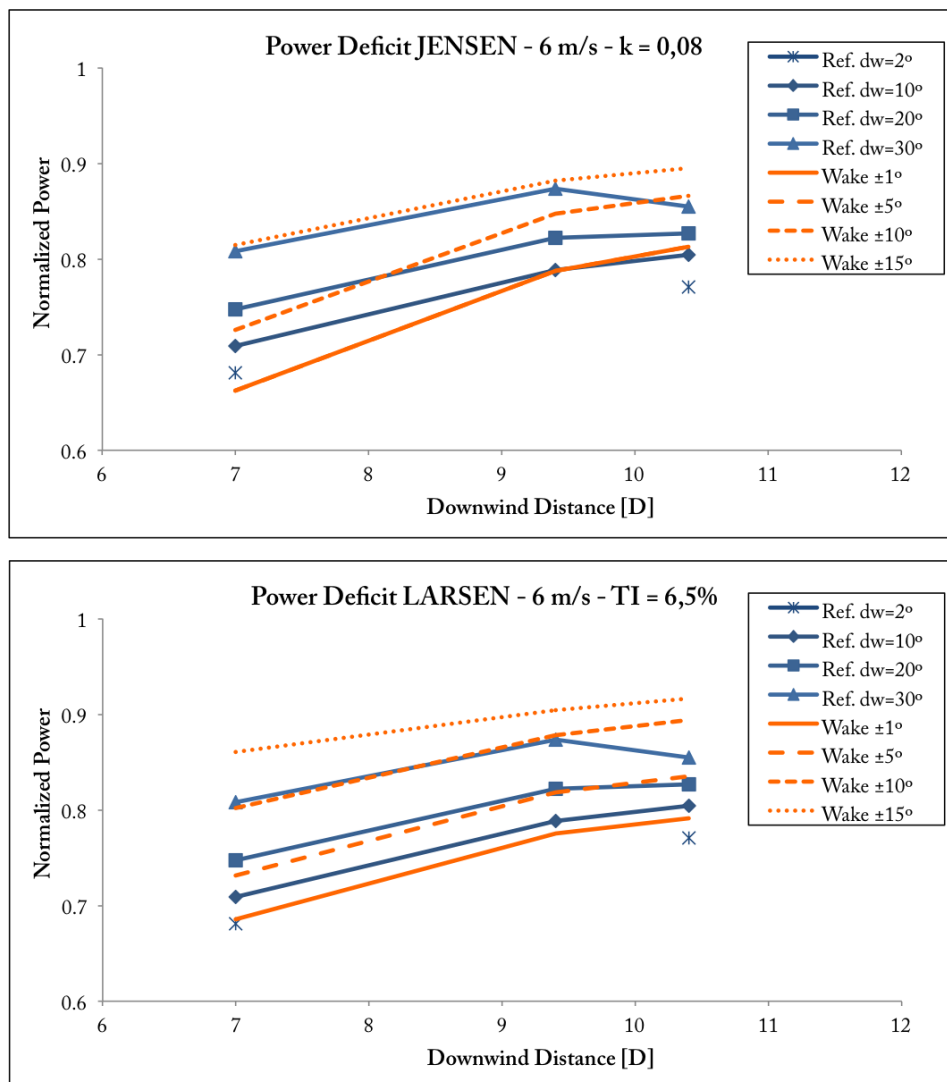 Power Deficit JENSEN - 6 m/s - k = 0,08
Ref. dw=2º
Ref. dw=10º
Ref. dw=20º
Ref. dw=30º
Wake ±1º
Wake ±5º
Wake ±10º
Wake ±15º
Normalized Power
1
0.9
0.8
0.7
0.6
6 7 8 9 10 11 12
Downwind Distance [D]
Power Deficit LARSEN - 6 m/s - TI = 6,5%
Ref. dw=2º
Ref. dw=10º
Ref. dw=20º
Ref. dw=30º
Wake ±1º
Wake ±5º
Wake ±10º
Wake ±15º
Normalized Power
1
0.9
0.8
0.7
0.6
6 7 8 9 10 11 12
Downwind Distance [D]